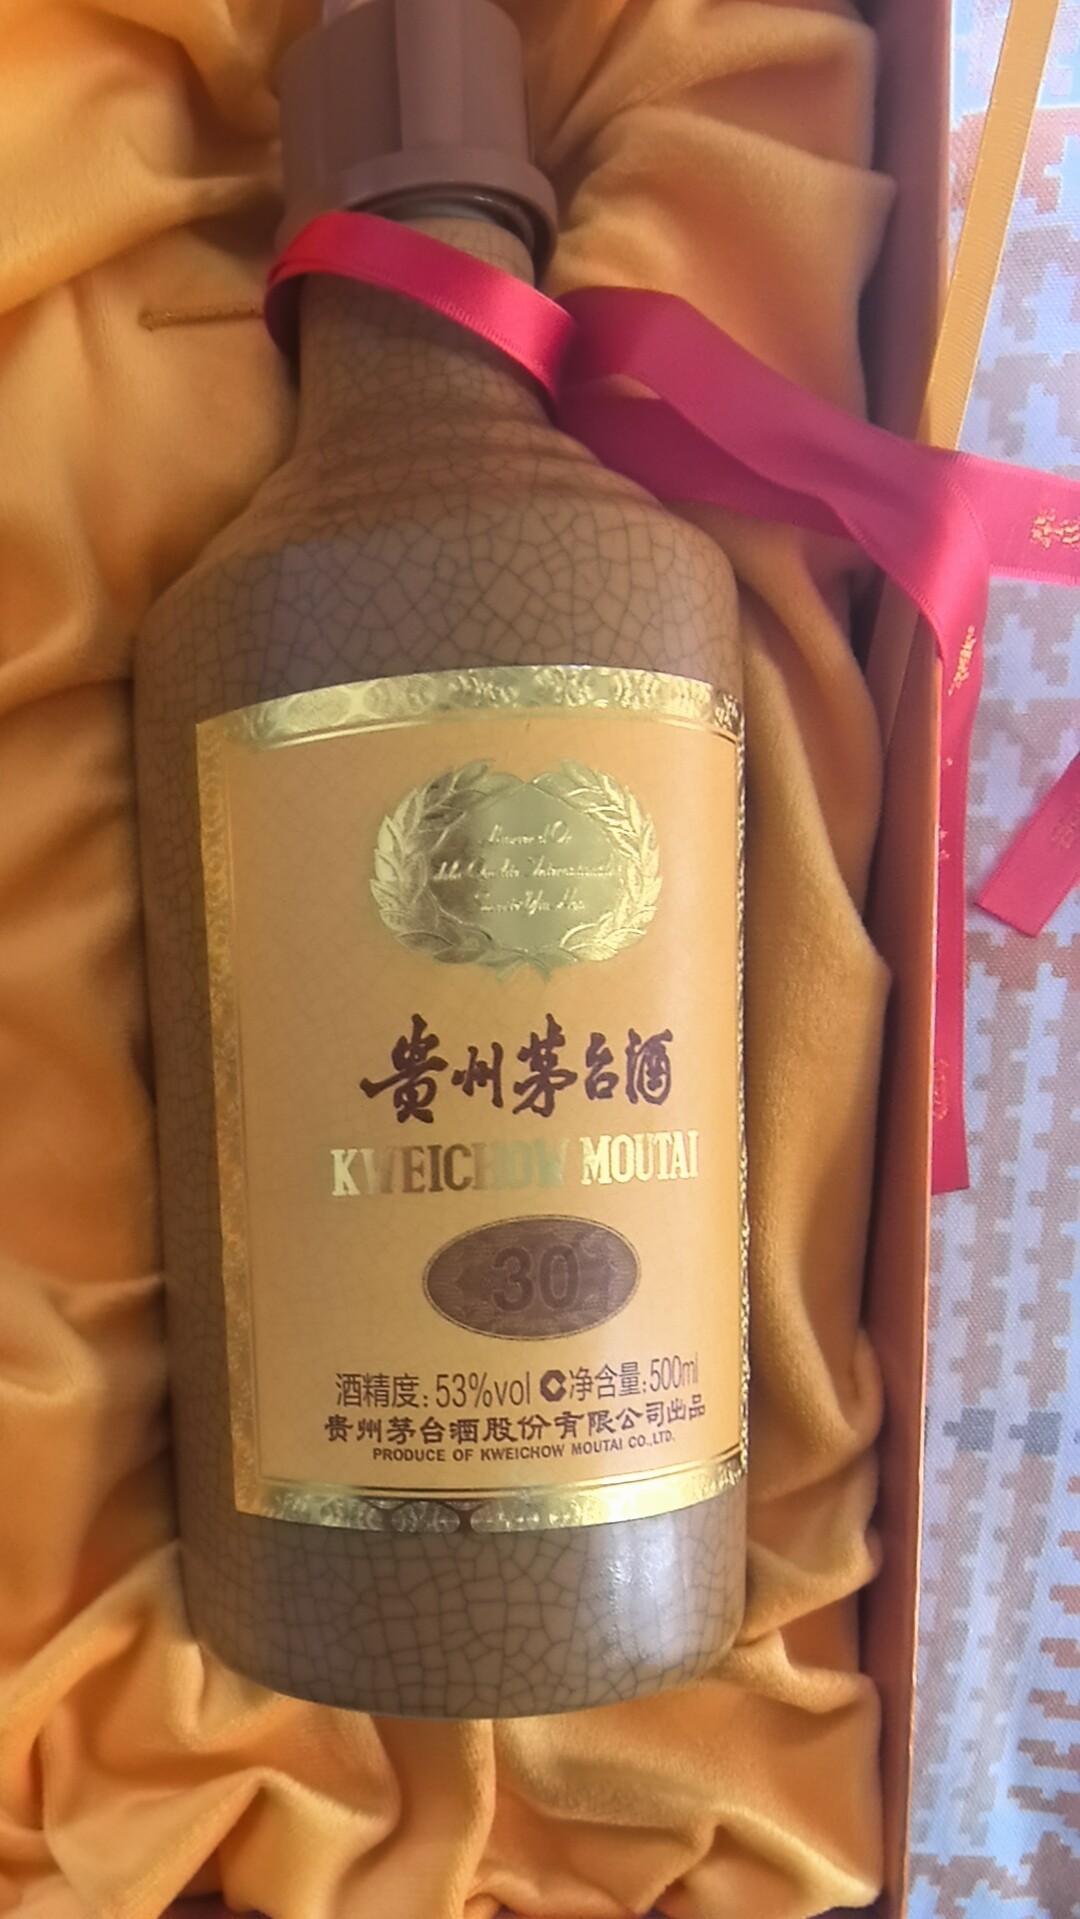 贵州茅台酒
KWEICHOW MOUTAI
30
酒精度:53%vol 净含量:500ml
贵州茅台酒股份有限公司出品
PRODUCE OF KWEICHOW MOUTAI CO.,LTD.